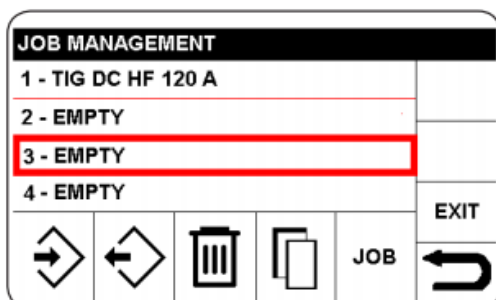 JOB MANAGEMENT
1 - TIG DC HF 120 A
2 - EMPTY
3 - EMPTY
4 - EMPTY
EXIT
JOB